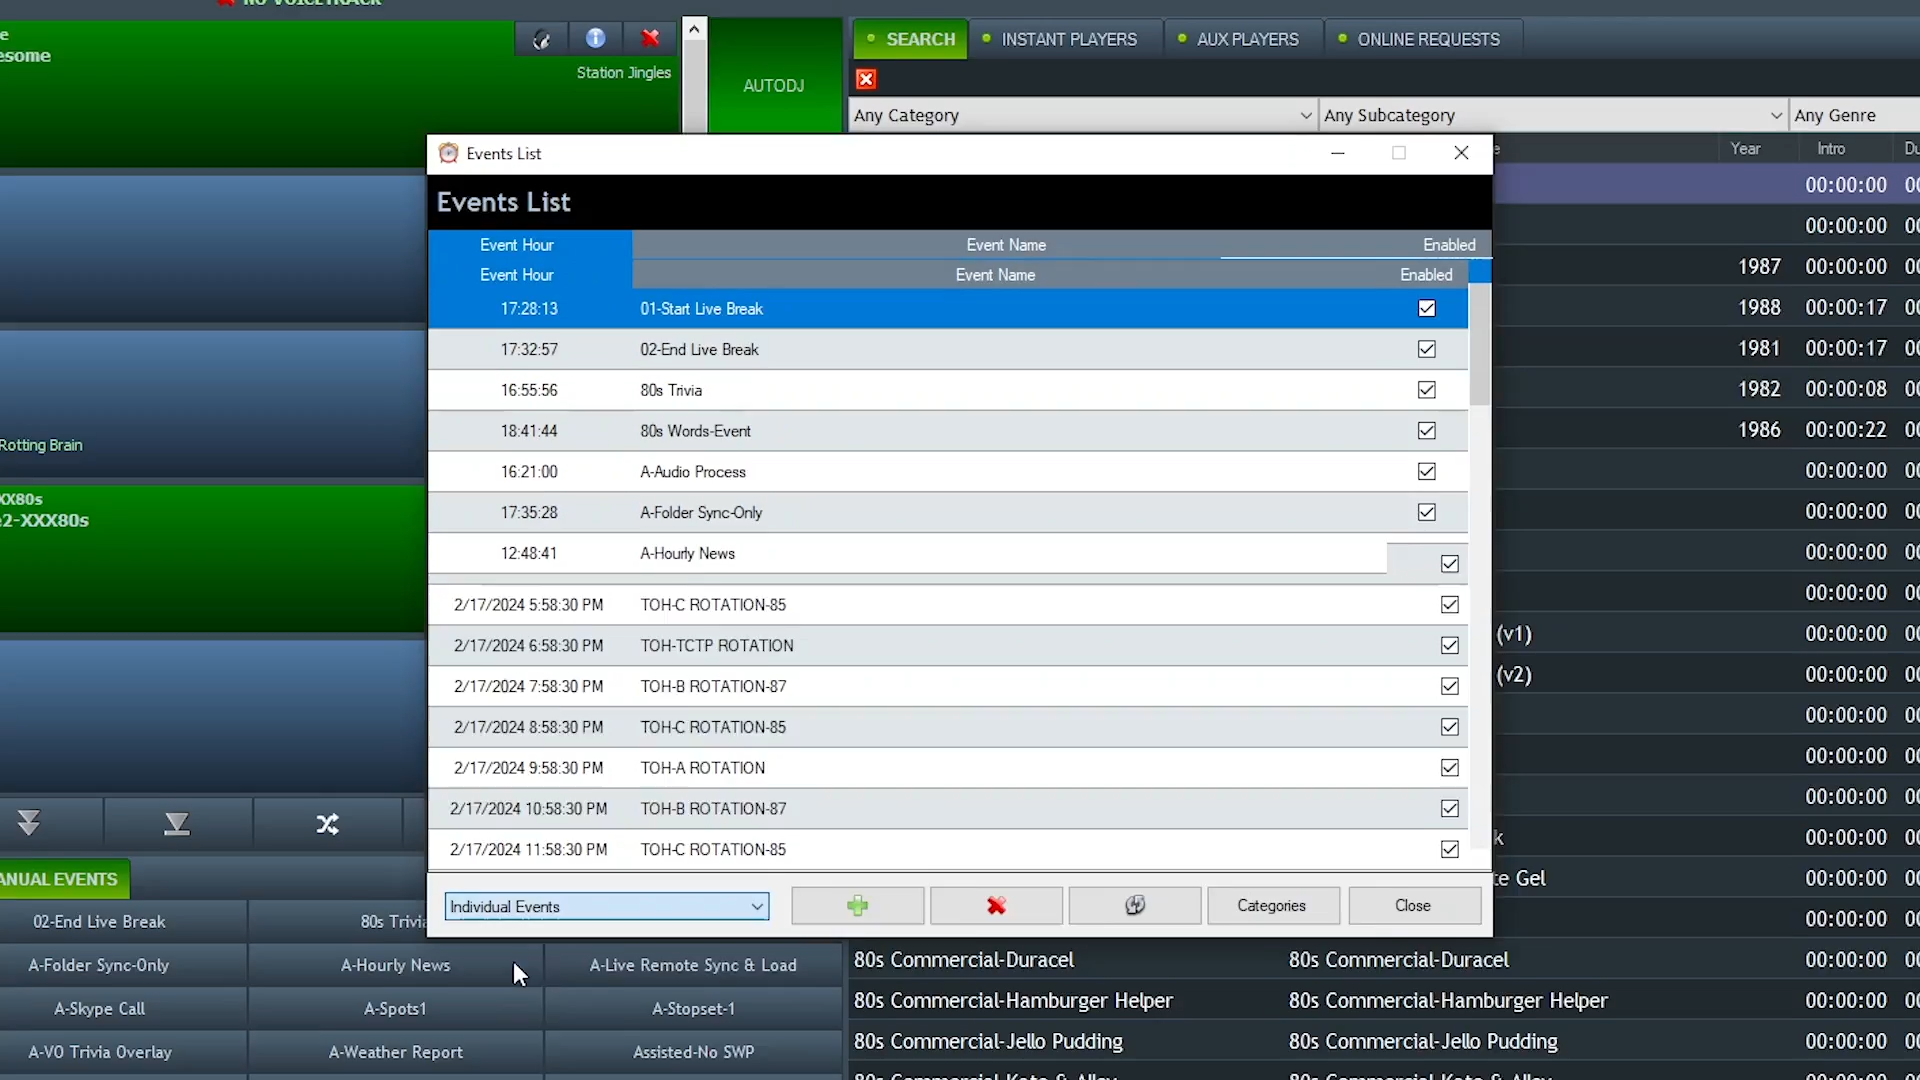 NO VOICETRACK
esome
Station Jingles
AUTODJ
SEARCH
INSTANT PLAYERS
AUX PLAYERS
ONLINE REQUESTS
Any Category
Any Subcategory
Any Genre
Year
Intro
Events List
Events List
Event Hour
Event Name
Enabled
Event Hour
Event Name
Enabled
17:28:13 01-Start Live Break
17:32:57 02-End Live Break
16:55:56 80s Trivia
18:41:44 80s Words-Event
16:21:00 A-Audio Process
17:35:28 A-Folder Sync-Only
12:48:41 A-Hourly News
2/17/2024 5:58:30 PM TOH-C ROTATION-85
2/17/2024 6:58:30 PM TOH-TCTP ROTATION
2/17/2024 7:58:30 PM TOH-B ROTATION-87
2/17/2024 8:58:30 PM TOH-C ROTATION-85
2/17/2024 9:58:30 PM TOH-A ROTATION
2/17/2024 10:58:30 PM TOH-B ROTATION-87
2/17/2024 11:58:30 PM TOH-C ROTATION-85
Individual Events
Categories
Close
00:00:00
00:00:00
1987 00:00:00
1988 00:00:17
1981 00:00:17
1982 00:00:08
1986 00:00:22
00:00:00
00:00:00
00:00:00
00:00:00
(v1) 00:00:00
(v2) 00:00:00
00:00:00
00:00:00
00:00:00
k 00:00:00
te Gel 00:00:00
00:00:00
80s Commercial-Duracel 80s Commercial-Duracel 00:00:00
80s Commercial-Hamburger Helper 80s Commercial-Hamburger Helper 00:00:00
80s Commercial-Jello Pudding 80s Commercial-Jello Pudding 00:00:00
Rotting Brain
XX80s
e2-XXX80s
ANUAL EVENTS
02-End Live Break
80s Trivia
A-Folder Sync-Only
A-Hourly News
A-Live Remote Sync & Load
A-Skype Call
A-Spots1
A-Stopset-1
A-VO Trivia Overlay
A-Weather Report
Assisted-No SWP